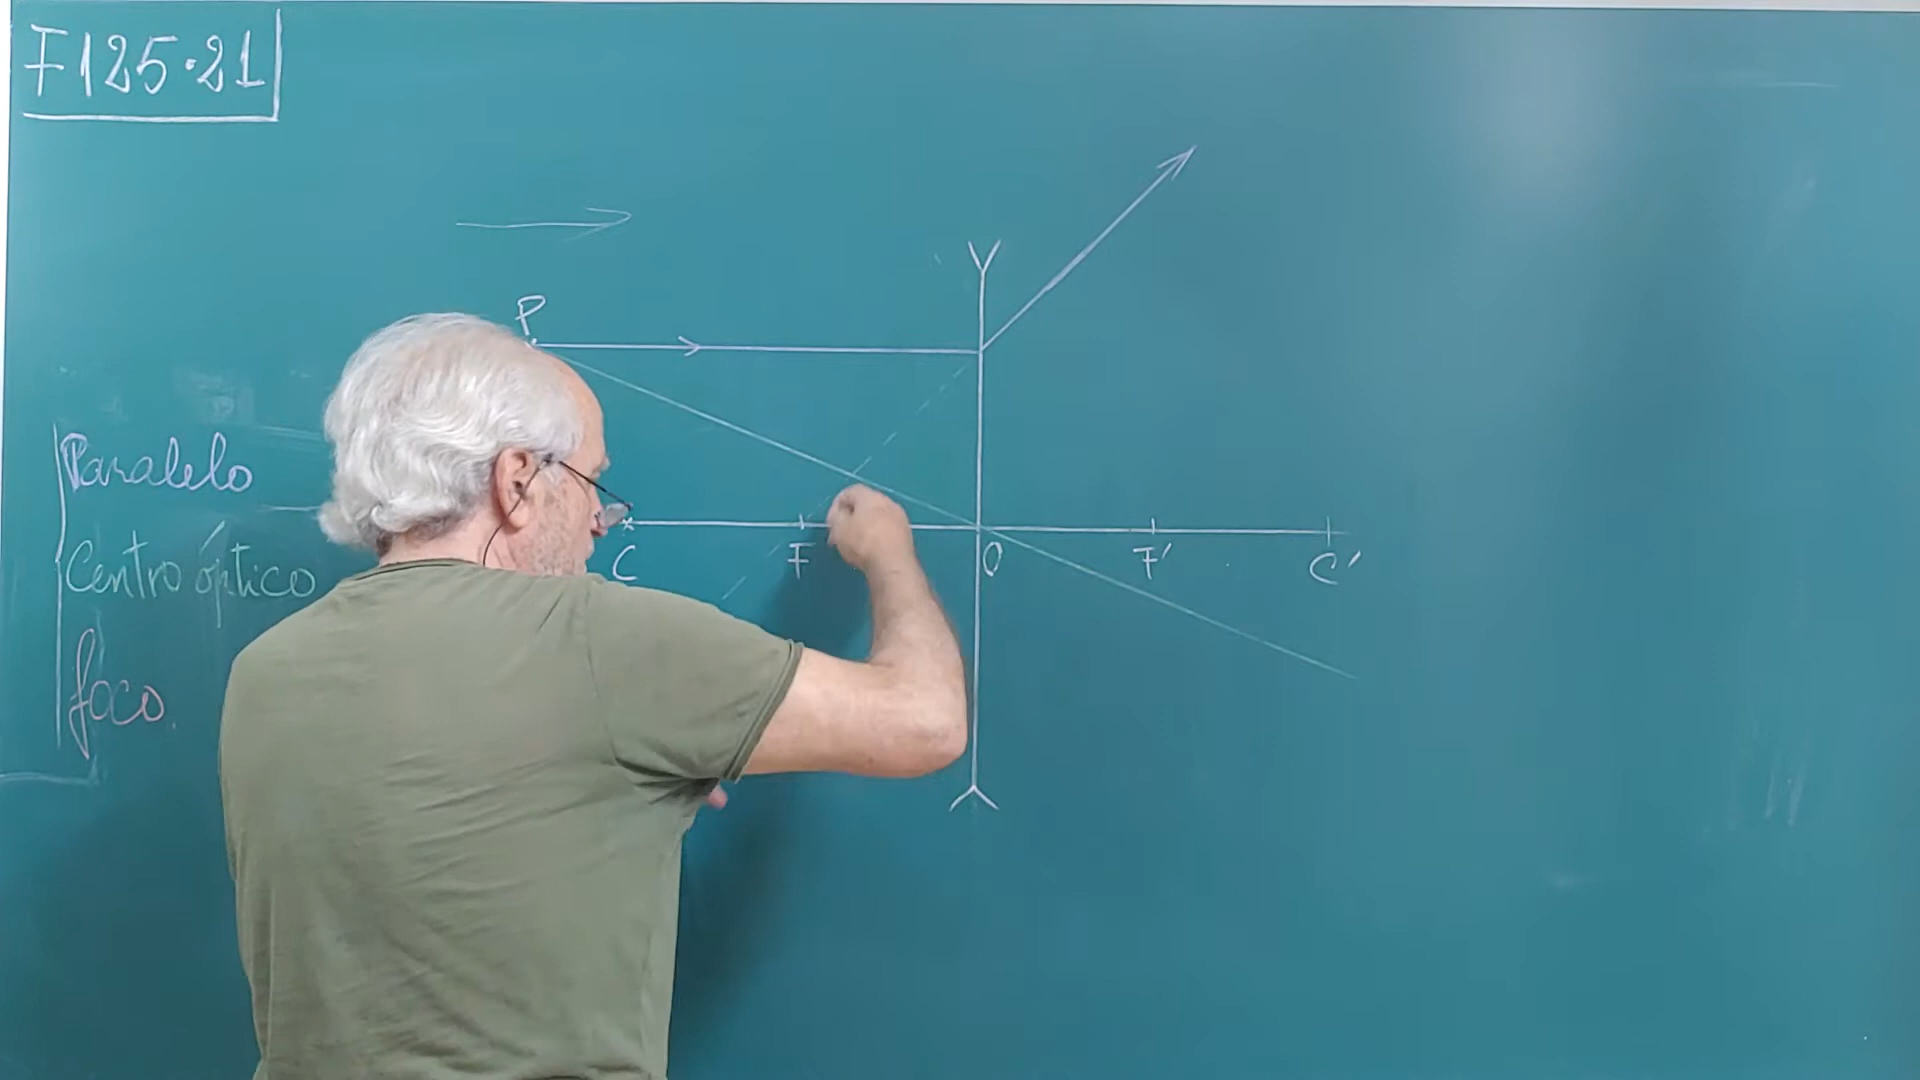 F125.21
P
Paralelo
Centro óptico
foco.
C F O F' C'